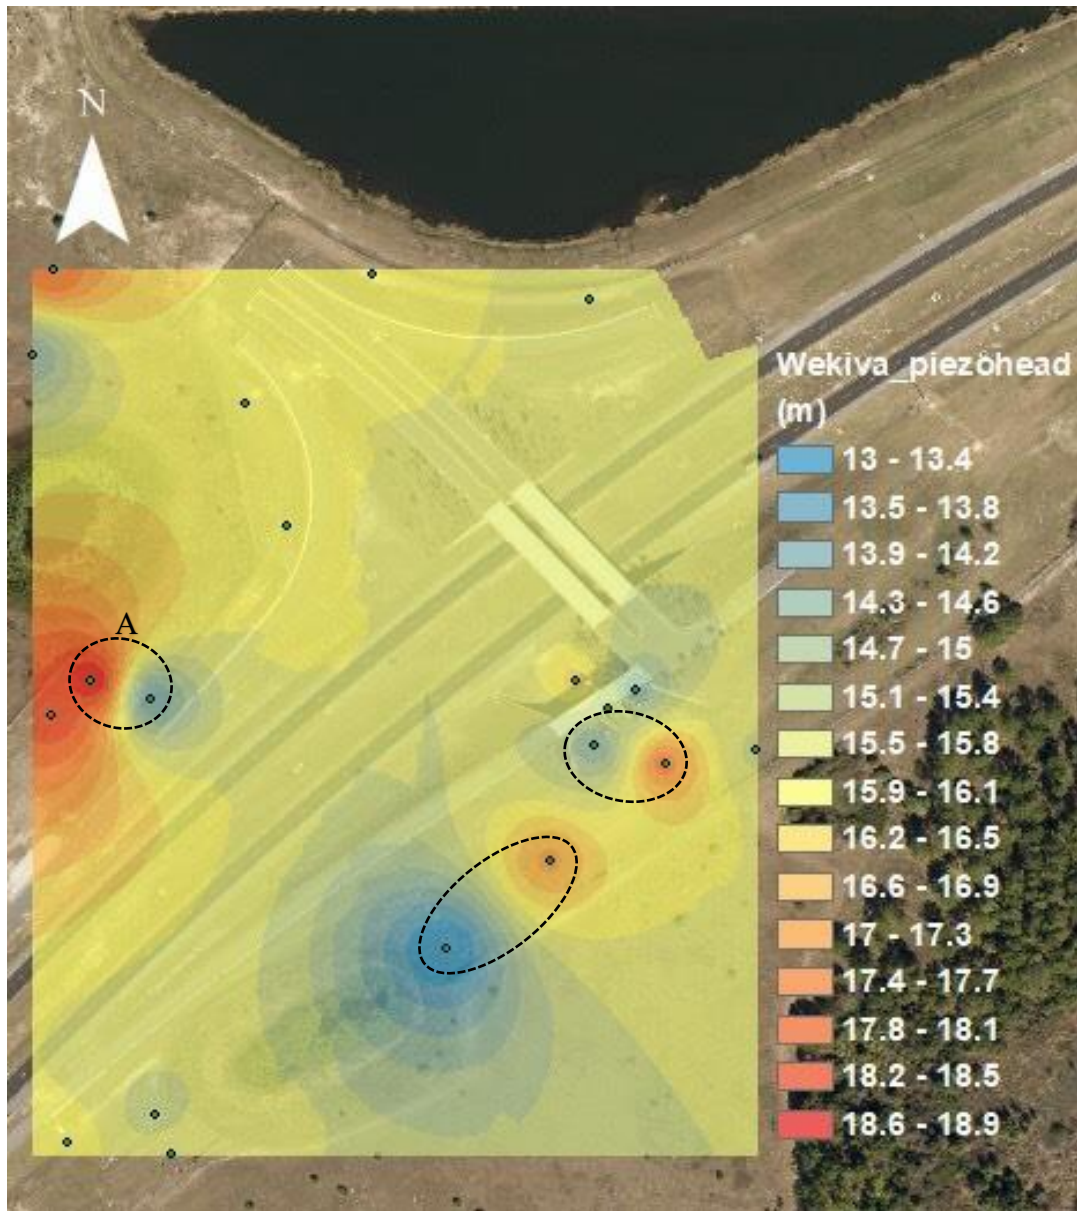 N
Wekiva_piezohead
(m)
13 - 13.4
13.5 - 13.8
13.9 - 14.2
14.3 - 14.6
14.7 - 15
15.1 - 15.4
15.5 - 15.8
15.9 - 16.1
16.2 - 16.5
16.6 - 16.9
17 - 17.3
17.4 - 17.7
17.8 - 18.1
18.2 - 18.5
18.6 - 18.9
A